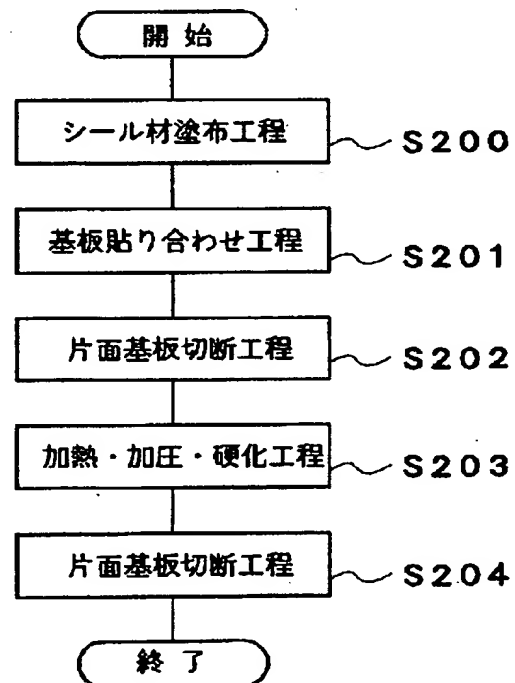 開始
シール材塗布工程
S200
基板貼り合わせ工程
S201
片面基板切断工程
S202
加熱・加圧・硬化工程
S203
片面基板切断工程
S204
終了